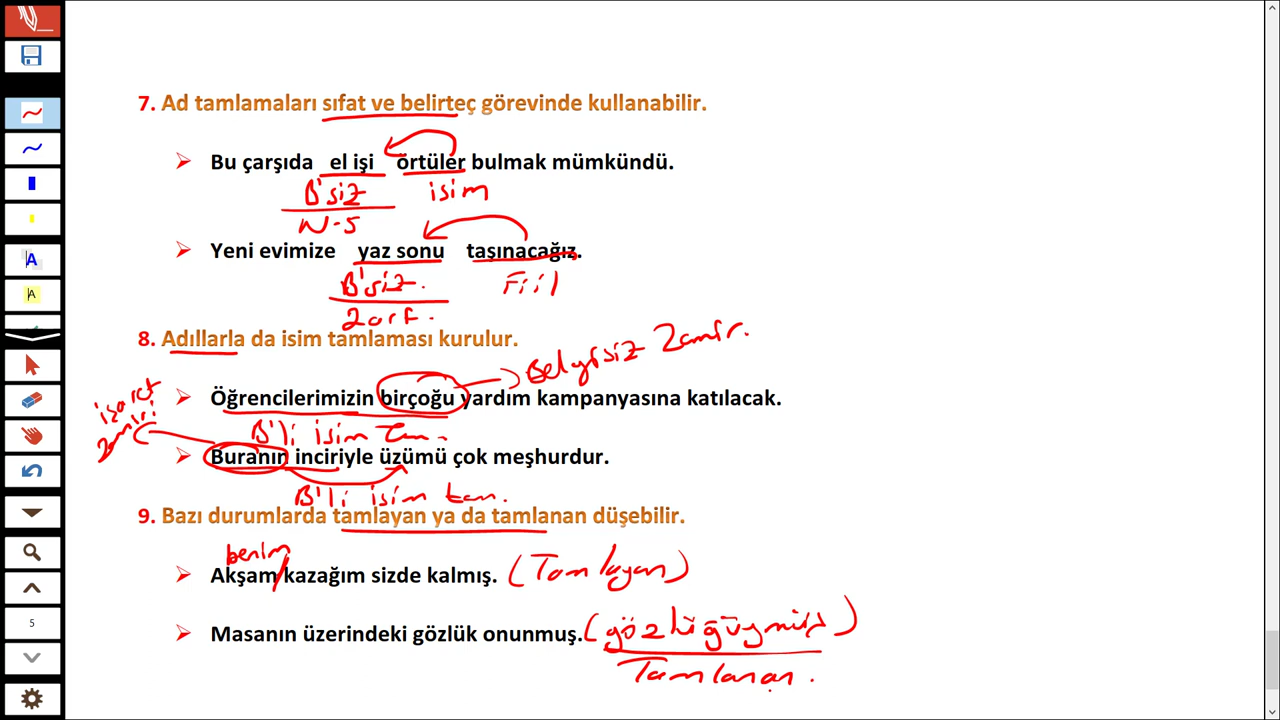 7. Ad tamlamaları sıfat ve belirteç görevinde kullanabilir.
Bu çarşıda el işi örtüler bulmak mümkündü.
B'siz isim
N-S
Yeni evimize yaz sonu taşınacağız.
B'siz. Fiil
Zarf.
8. Adıllarla da isim tamlaması kurulur.
Belgisiz Zamir.
Öğrencilerimizin birçoğu yardım kampanyasına katılacak.
işaret
zamiri
B'li isim tam.
Buranın inciriyle üzümü çok meşhurdur.
B'li isim tam.
9. Bazı durumlarda tamlayan ya da tamlanan düşebilir.
benim
Akşam kazağım sizde kalmış. (Tamlayan)
Masanın üzerindeki gözlük onunmuş. (gözlüğüymüş)
Tamlanan.
5